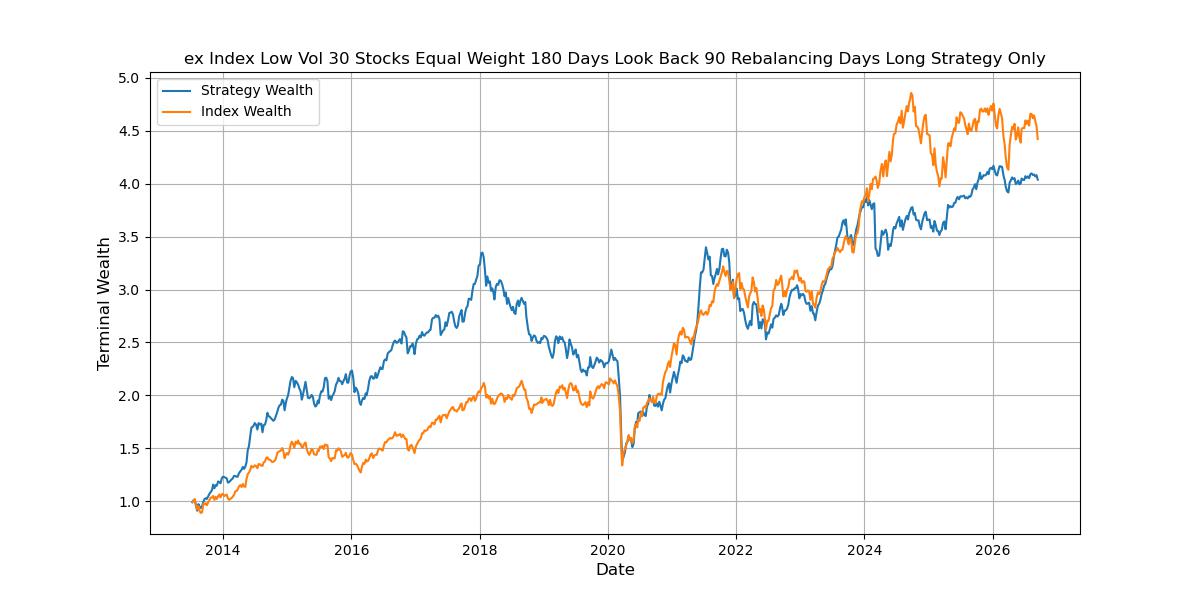 ex Index Low Vol 30 Stocks Equal Weight 180 Days Look Back 90 Rebalancing Days Long Strategy Only
Strategy Wealth
Index Wealth
Terminal Wealth
5.0
4.5
4.0
3.5
3.0
2.5
2.0
1.5
1.0
2014 2016 2018 2020 2022 2024 2026
Date